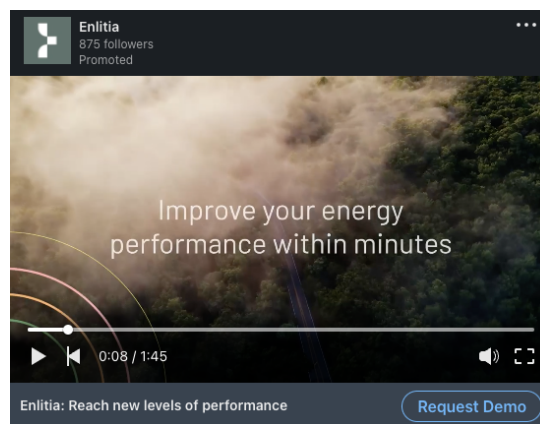 Enlitia
875 followers
Promoted
Improve your energy
performance within minutes
0:08 / 1:45
Enlitia: Reach new levels of performance
Request Demo